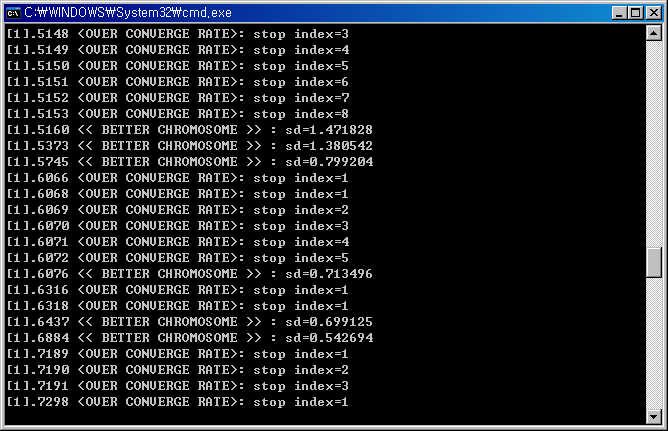 C:₩WINDOWS₩System32₩cmd.exe
[1].5148 <OVER CONVERGE RATE>: stop index=3
[1].5149 <OVER CONVERGE RATE>: stop index=4
[1].5150 <OVER CONVERGE RATE>: stop index=5
[1].5151 <OVER CONVERGE RATE>: stop index=6
[1].5152 <OVER CONVERGE RATE>: stop index=7
[1].5153 <OVER CONVERGE RATE>: stop index=8
[1].5160 << BETTER CHROMOSOME >> : sd=1.471828
[1].5373 << BETTER CHROMOSOME >> : sd=1.380542
[1].5745 << BETTER CHROMOSOME >> : sd=0.799204
[1].6066 <OVER CONVERGE RATE>: stop index=1
[1].6068 <OVER CONVERGE RATE>: stop index=1
[1].6069 <OVER CONVERGE RATE>: stop index=2
[1].6070 <OVER CONVERGE RATE>: stop index=3
[1].6071 <OVER CONVERGE RATE>: stop index=4
[1].6072 <OVER CONVERGE RATE>: stop index=5
[1].6076 << BETTER CHROMOSOME >> : sd=0.713496
[1].6316 <OVER CONVERGE RATE>: stop index=1
[1].6318 <OVER CONVERGE RATE>: stop index=1
[1].6437 << BETTER CHROMOSOME >> : sd=0.699125
[1].6884 << BETTER CHROMOSOME >> : sd=0.542694
[1].7189 <OVER CONVERGE RATE>: stop index=1
[1].7190 <OVER CONVERGE RATE>: stop index=2
[1].7191 <OVER CONVERGE RATE>: stop index=3
[1].7298 <OVER CONVERGE RATE>: stop index=1